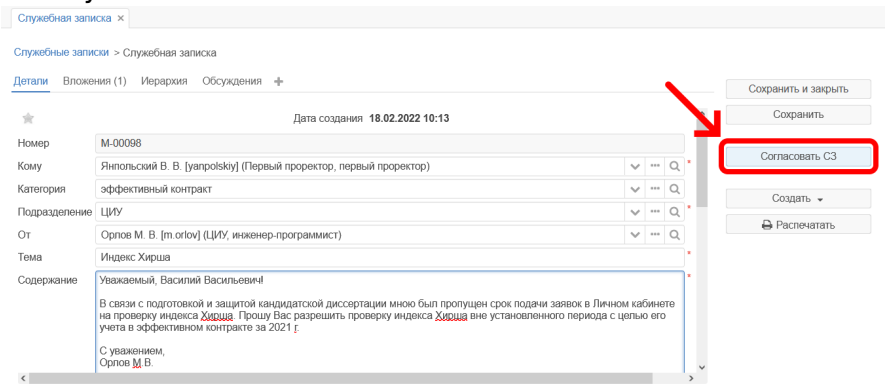 Служебная записка ×
Служебные записки > Служебная записка
Детали Вложения (1) Иерархия Обсуждения
Сохранить и закрыть
Дата создания 18.02.2022 10:13
Сохранить
Номер М-00098
Кому Янпольский В. В. [yanpolskiy] (Первый проректор, первый проректор) *
Согласовать СЗ
Категория эффективный контракт
Создать
Подразделение ЦИУ *
Распечатать
От Орлов М. В. [m.orlov] (ЦИУ, инженер-программист)
Тема Индекс Хирша *
Содержание Уважаемый, Василий Васильевич! *
В связи с подготовкой и защитой кандидатской диссертации мною был пропущен срок подачи заявок в Личном кабинете
на проверку индекса Хирша. Прошу Вас разрешить проверку индекса Хирша вне установленного периода с целью его
учета в эффективном контракте за 2021 г.
С уважением,
Орлов М.В.